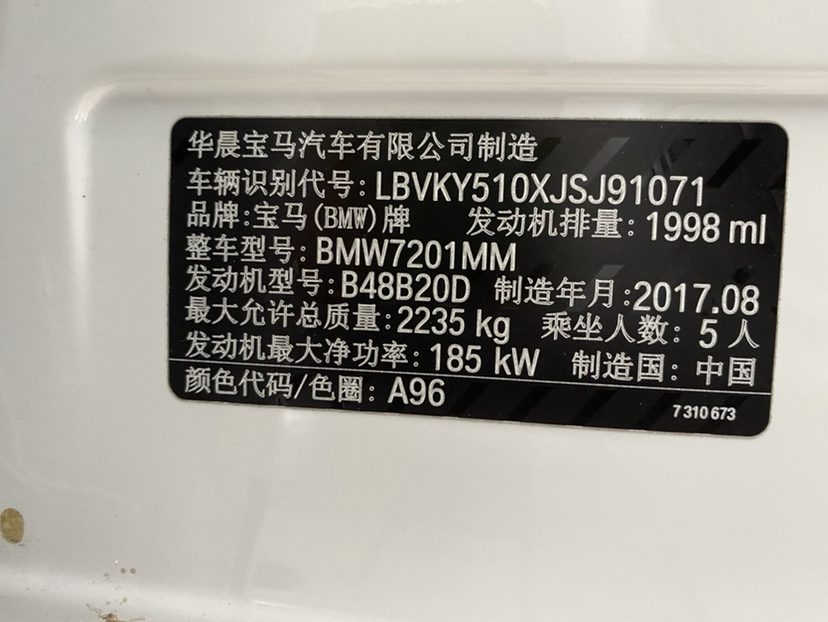 华晨宝马汽车有限公司制造
车辆识别代号: LBVKY510XJSJ91071
品牌: 宝马(BMW)牌 发动机排量: 1998 ml
整车型号: BMW7201MM
发动机型号: B48B20D 制造年月: 2017.08
最大允许总质量: 2235 kg 乘坐人数: 5 人
发动机最大净功率: 185 kW 制造国: 中国
颜色代码/色圈: A96
7 310 673